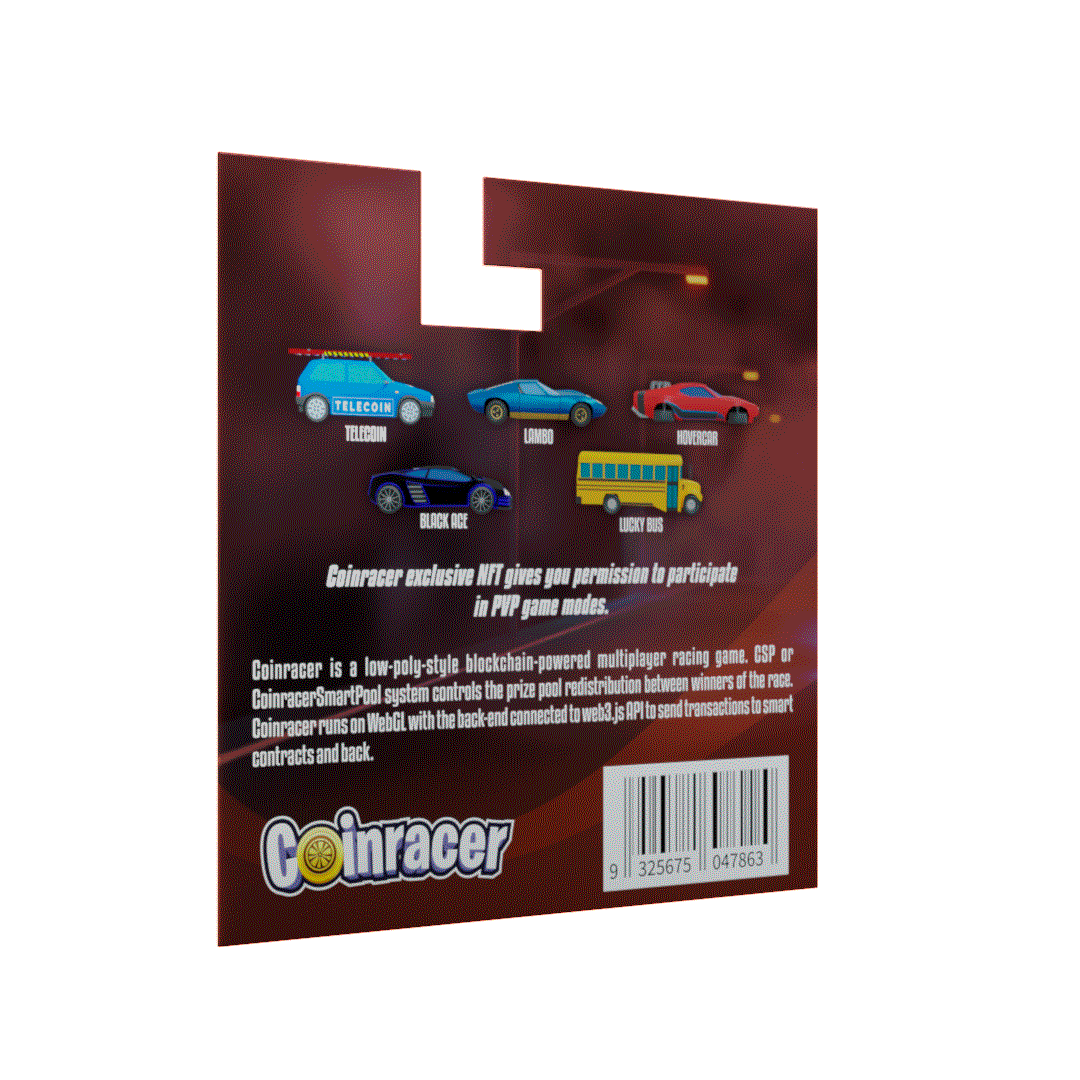 TELECOIN
TELECOIN
LAMBO
HOVERCAR
BLACK ACE
LUCKY BUS
Coinracer exclusive NFT gives you permission to participate
in PVP game modes.
Coinracer is a low-poly-style blockchain-powered multiplayer racing game. CSP or
CoinracerSmartPool system controls the prize pool redistribution between winners of the race.
Coinracer runs on WebGL with the back-end connected to web3.js API to send transactions to smart
contracts and back.
Coinracer
9 325675 047863